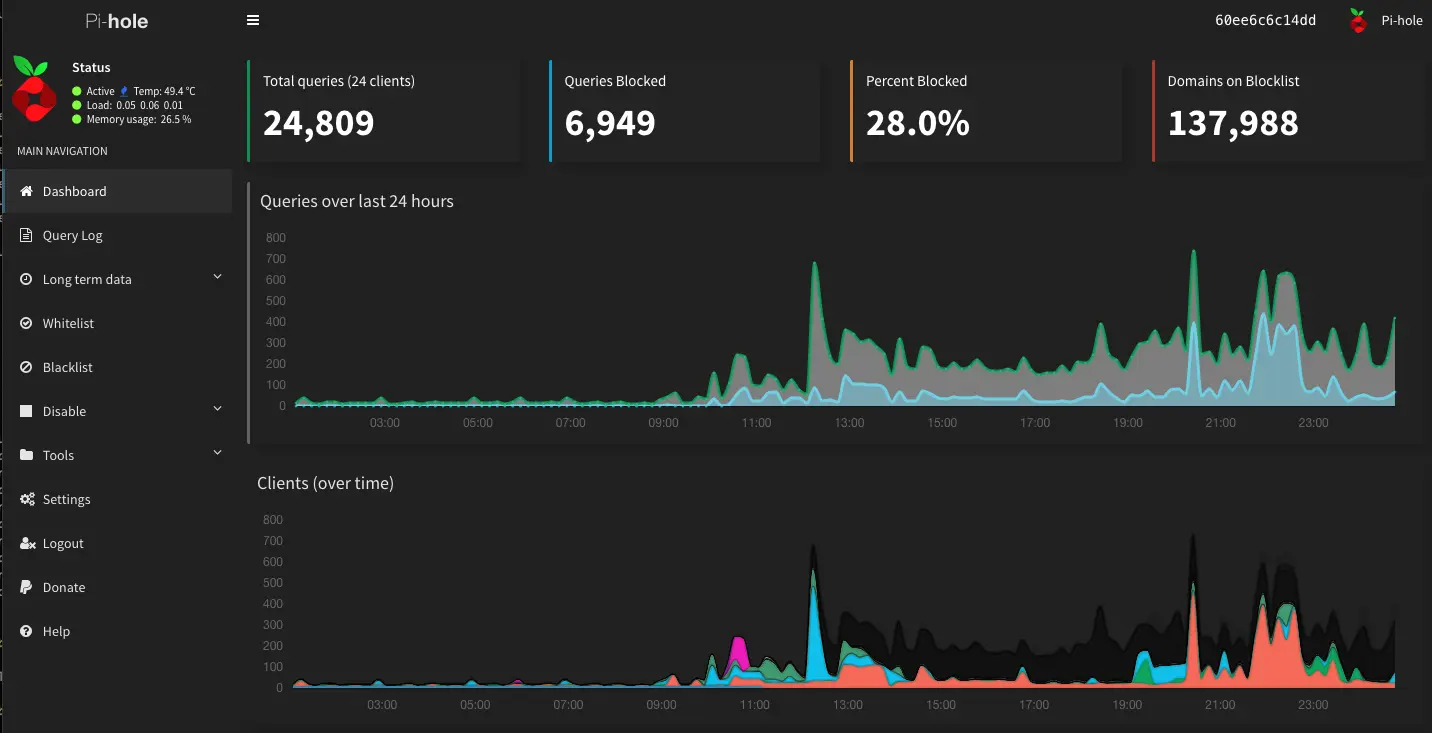 Pi-hole
60ee6c6c14dd
Pi-hole
Status
Active Temp: 49.4 °C
Load: 0.05 0.06 0.01
Memory usage: 26.5 %
MAIN NAVIGATION
Dashboard
Query Log
Long term data
Whitelist
Blacklist
Disable
Tools
Settings
Logout
Donate
Help
Total queries (24 clients)
24,809
Queries Blocked
6,949
Percent Blocked
28.0%
Domains on Blocklist
137,988
Queries over last 24 hours
800
700
600
500
400
300
200
100
0
03:00 05:00 07:00 09:00 11:00 13:00 15:00 17:00 19:00 21:00 23:00
Clients (over time)
800
700
600
500
400
300
200
100
0
03:00 05:00 07:00 09:00 11:00 13:00 15:00 17:00 19:00 21:00 23:00